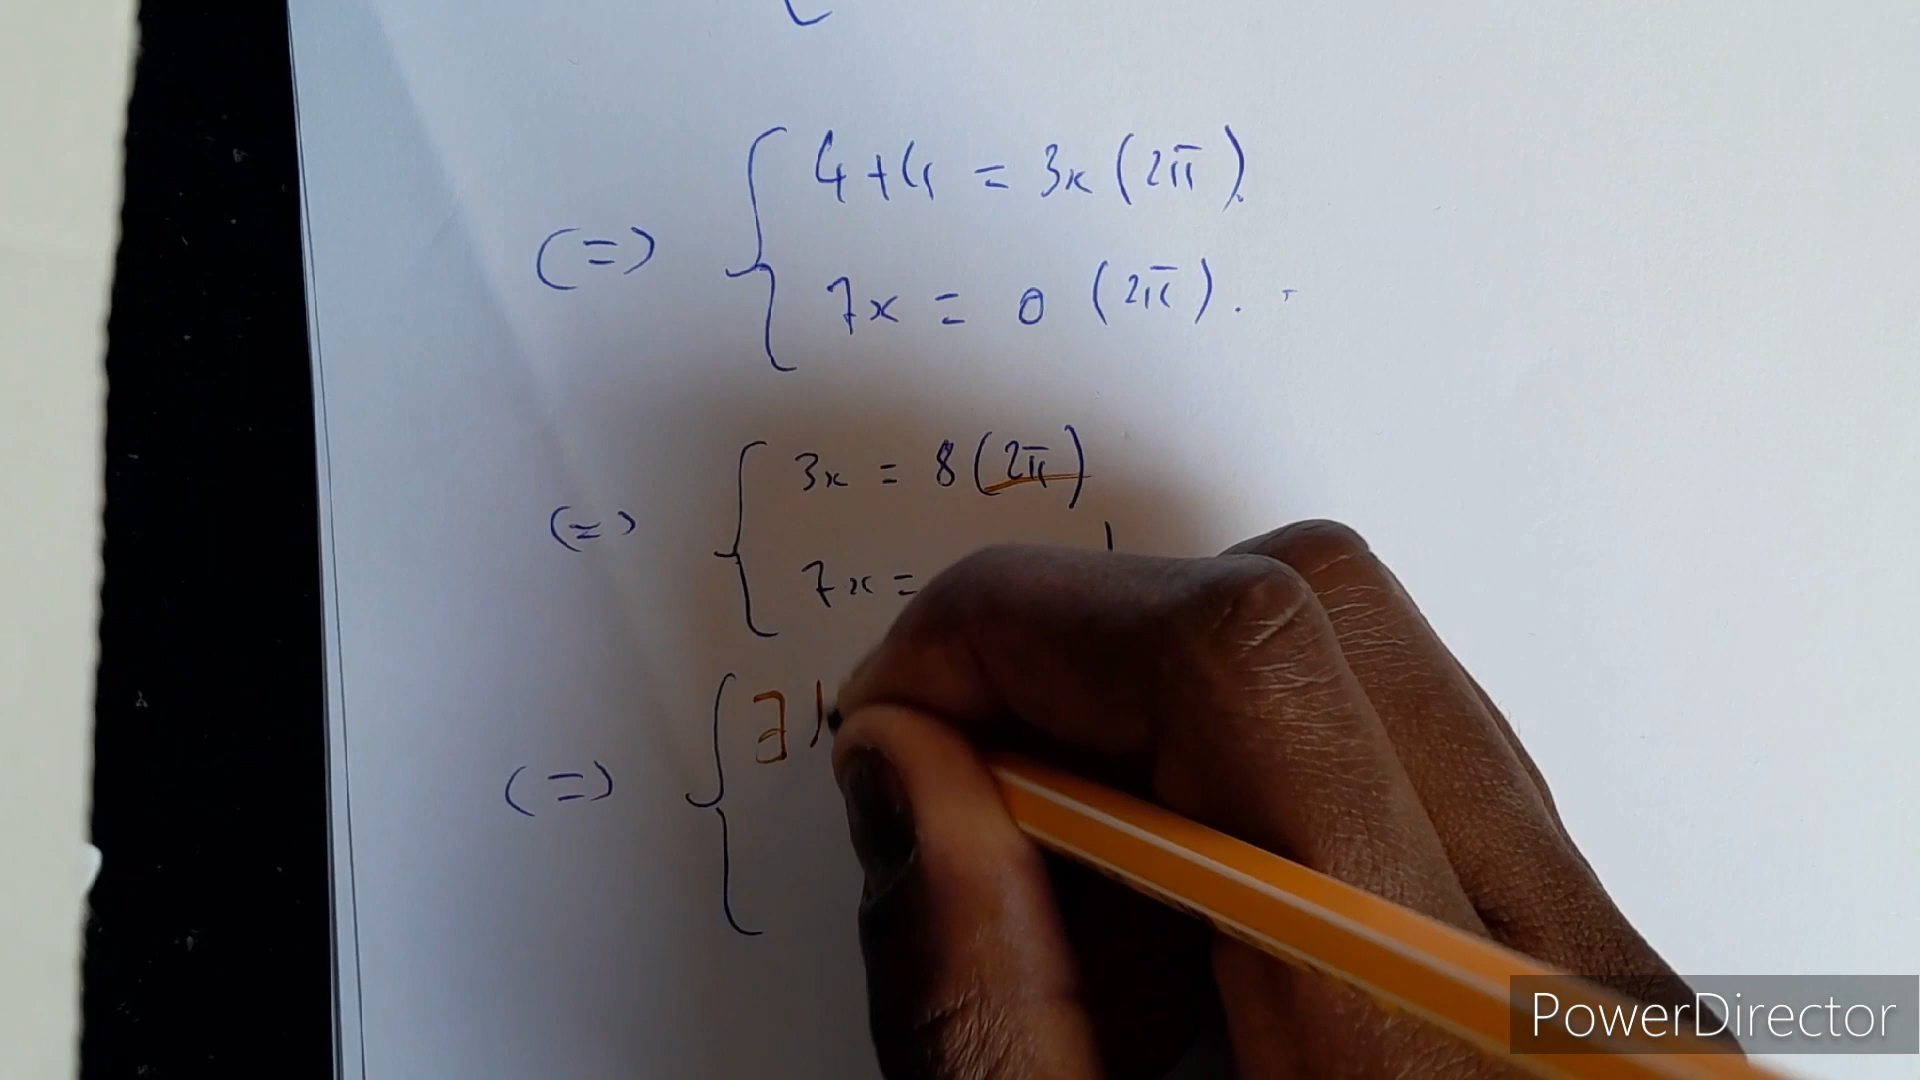 4+4 = 3x (2π).
(=)
7x = 0 (2π).
3x = 8 (2π)
(=)
7x =
∃
(=)
PowerDirector